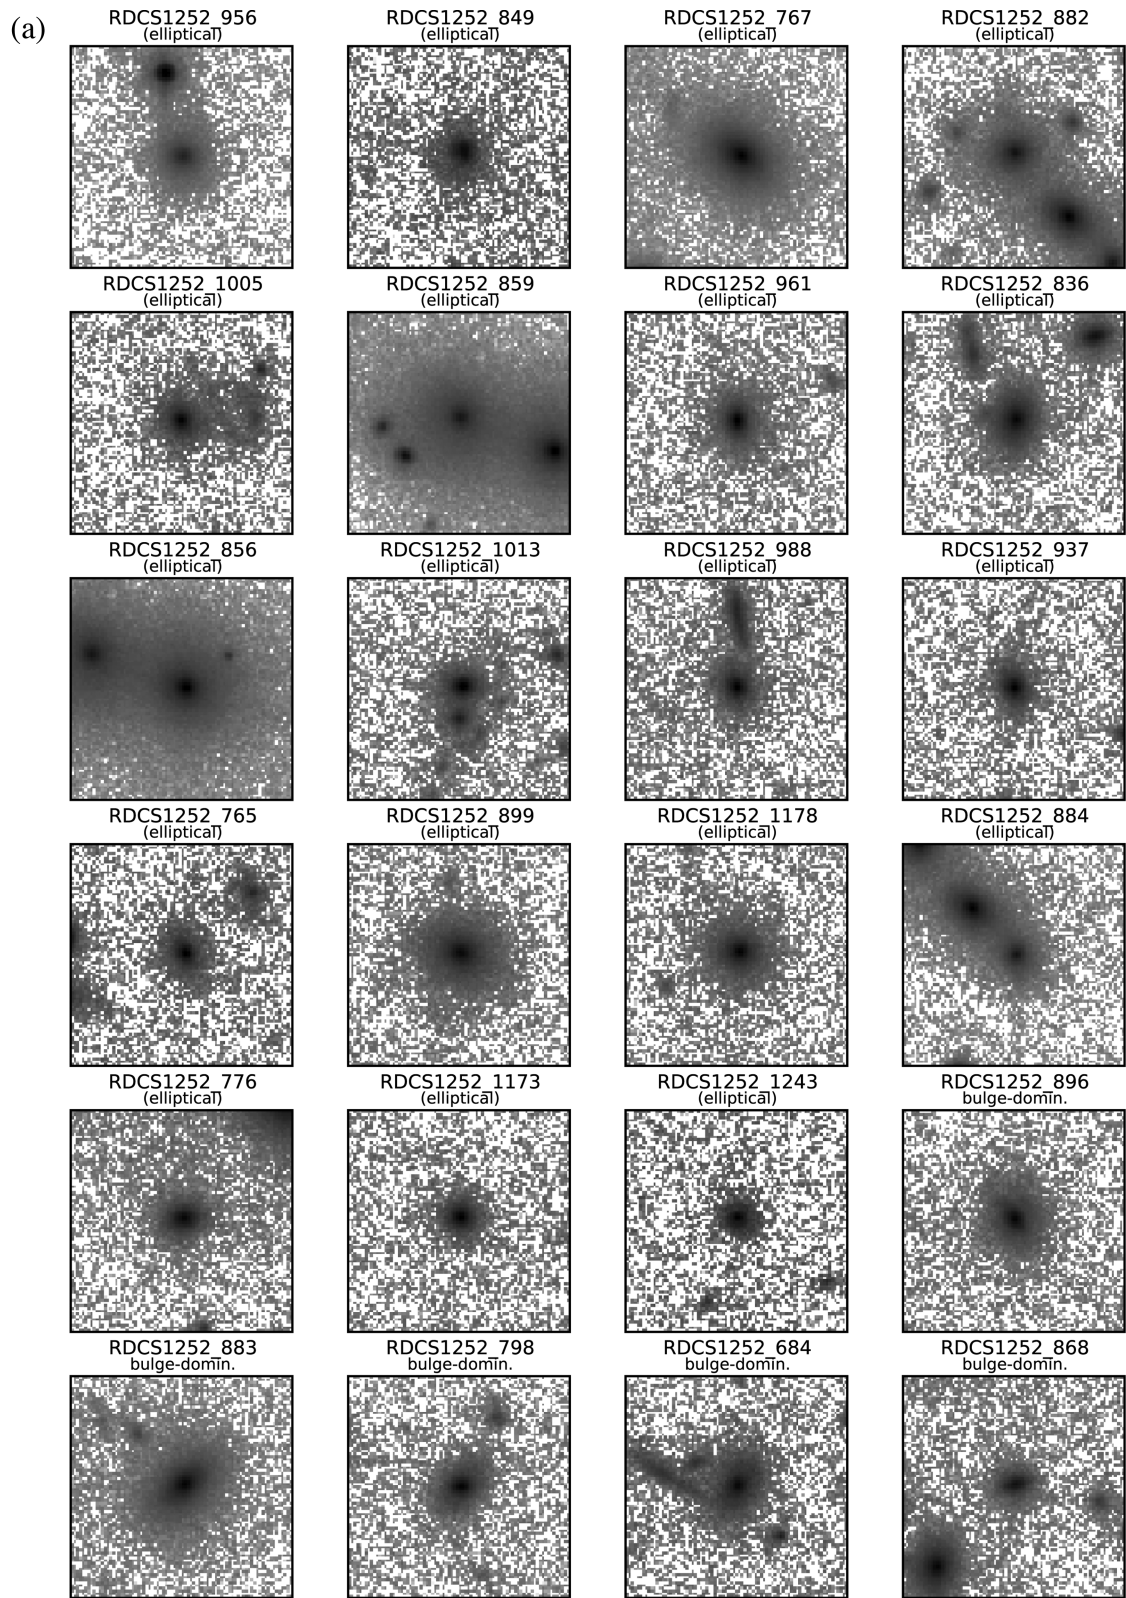 (a)
RDCS1252_956 RDCS1252_849 RDCS1252_767 RDCS1252_882
(elliptical) (elliptical) (elliptical) (elliptical)
RDCS1252_1005 RDCS1252_859 RDCS1252_961 RDCS1252_836
(elliptical) (elliptical) (elliptical) (elliptical)
RDCS1252_856 RDCS1252_1013 RDCS1252_988 RDCS1252_937
(elliptical) (elliptical) (elliptical) (elliptical)
RDCS1252_765 RDCS1252_899 RDCS1252_1178 RDCS1252_884
(elliptical) (elliptical) (elliptical) (elliptical)
RDCS1252_776 RDCS1252_1173 RDCS1252_1243 RDCS1252_896
(elliptical) (elliptical) (elliptical) bulge-domin.
RDCS1252_883 RDCS1252_798 RDCS1252_684 RDCS1252_868
bulge-domin. bulge-domin. bulge-domin. bulge-domin.